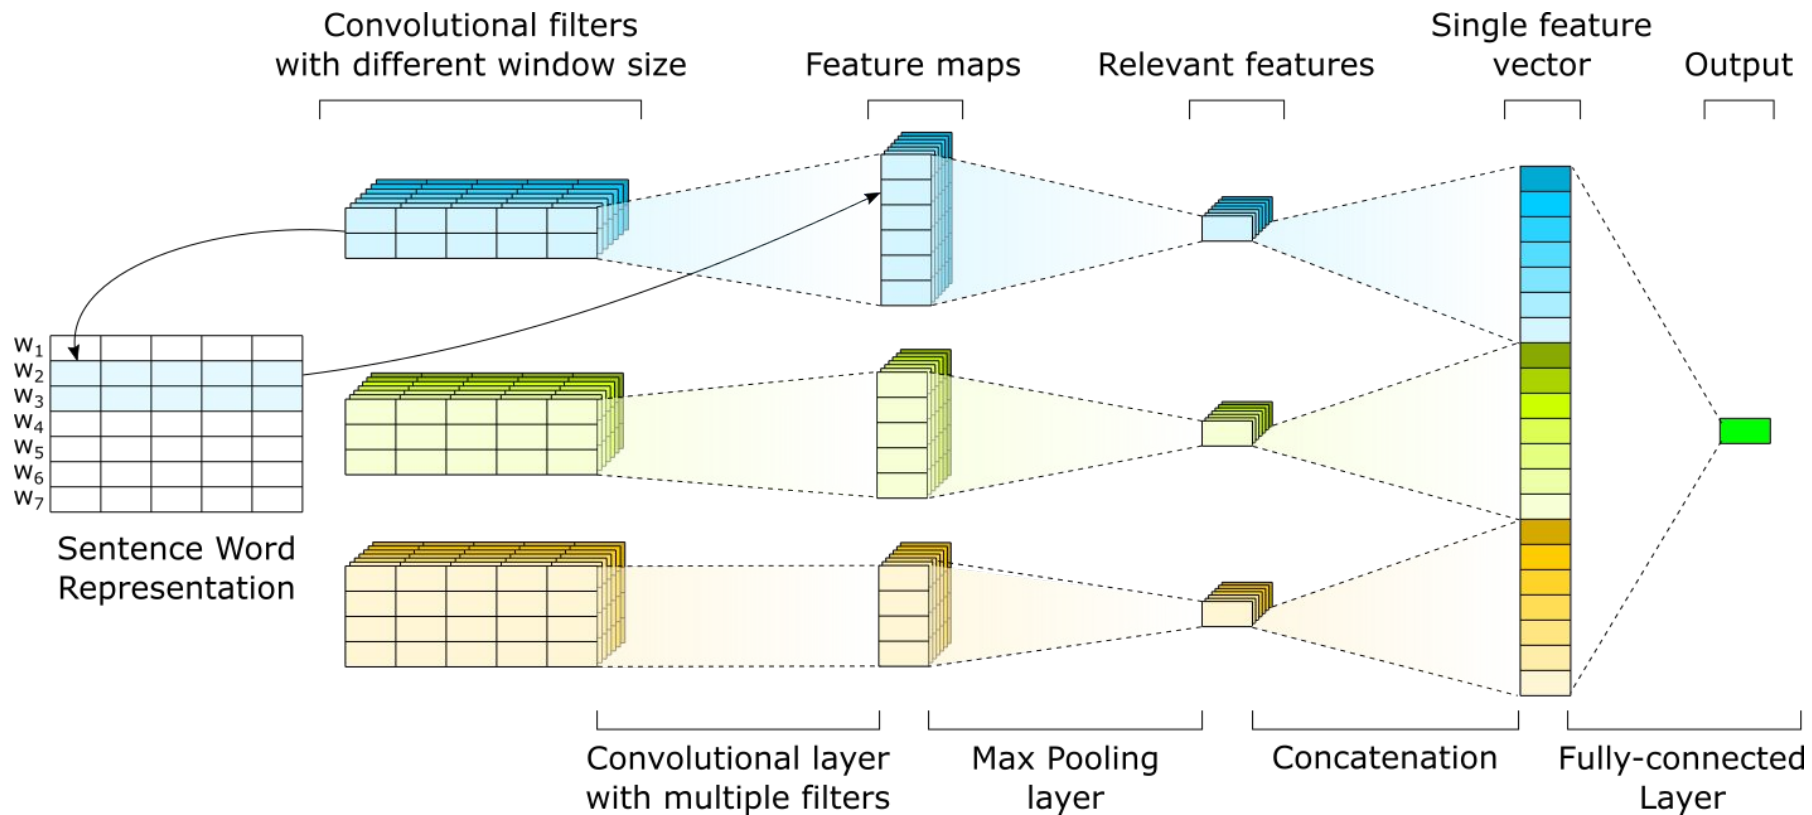 Convolutional filters
with different window size
Feature maps
Relevant features
Single feature
vector
Output
w1
w2
w3
w4
w5
w6
w7
Sentence Word
Representation
Convolutional layer
with multiple filters
Max Pooling
layer
Concatenation
Fully-connected
Layer